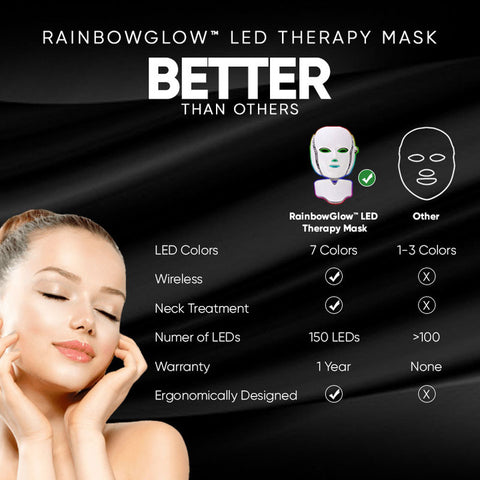 RAINBOWGLOW™ LED THERAPY MASK
BETTER
THAN OTHERS
RainbowGlow™ LED
Therapy Mask
Other
LED Colors 7 Colors 1-3 Colors
Wireless ✓ X
Neck Treatment ✓ X
Numer of LEDs 150 LEDs >100
Warranty 1 Year None
Ergonomically Designed ✓ X